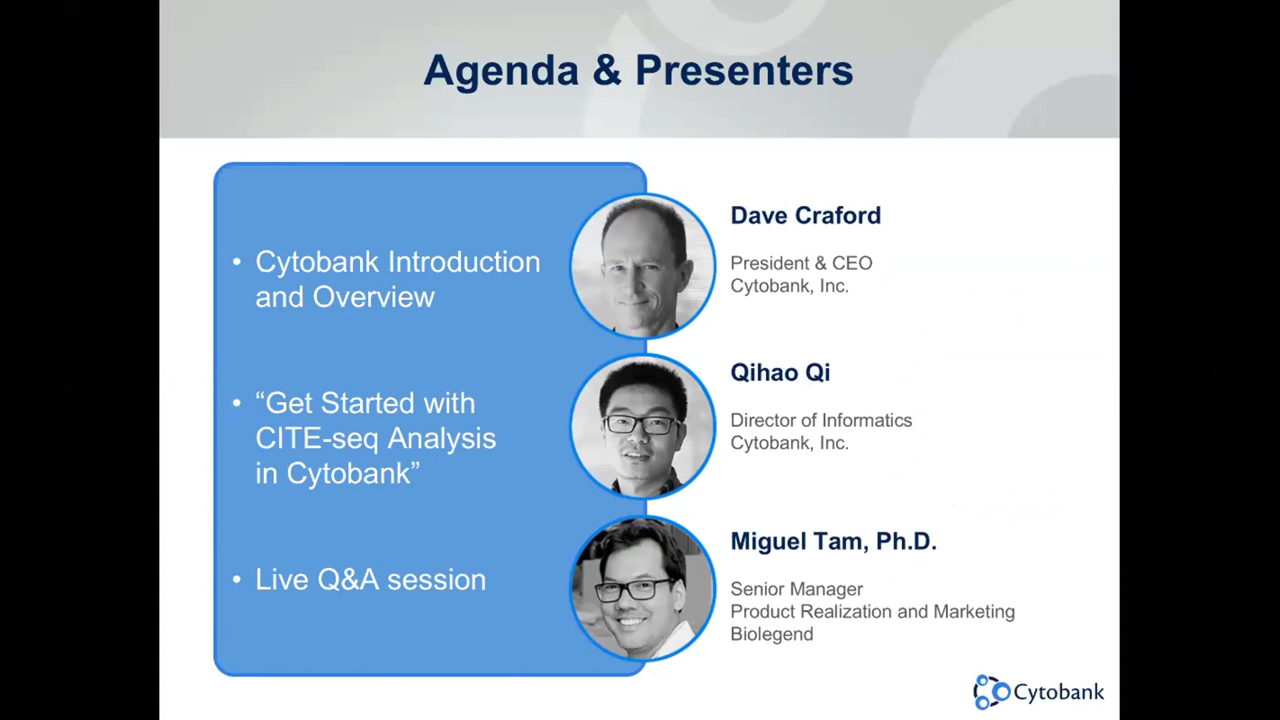 Agenda & Presenters
• Cytobank Introduction
and Overview
Dave Craford
President & CEO
Cytobank, Inc.
• “Get Started with
CITE-seq Analysis
in Cytobank”
Qihao Qi
Director of Informatics
Cytobank, Inc.
• Live Q&A session
Miguel Tam, Ph.D.
Senior Manager
Product Realization and Marketing
Biolegend
Cytobank